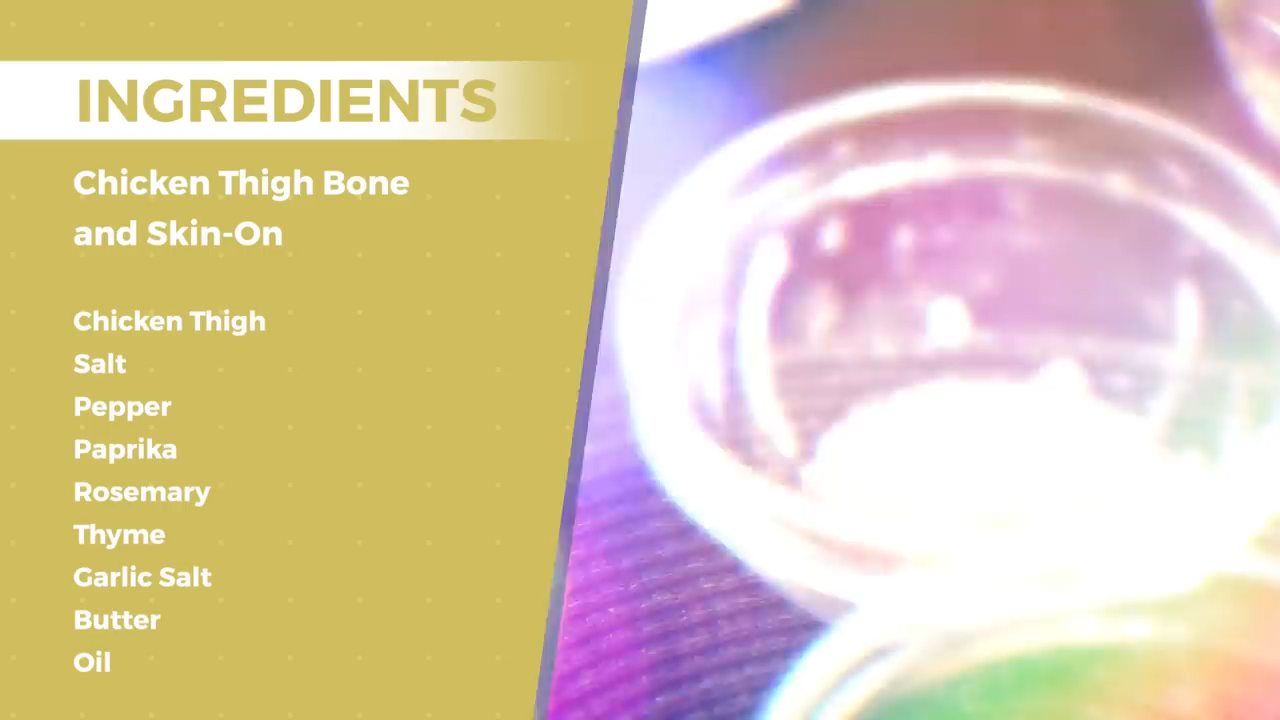 INGREDIENTS
Chicken Thigh Bone
and Skin-On
Chicken Thigh
Salt
Pepper
Paprika
Rosemary
Thyme
Garlic Salt
Butter
Oil